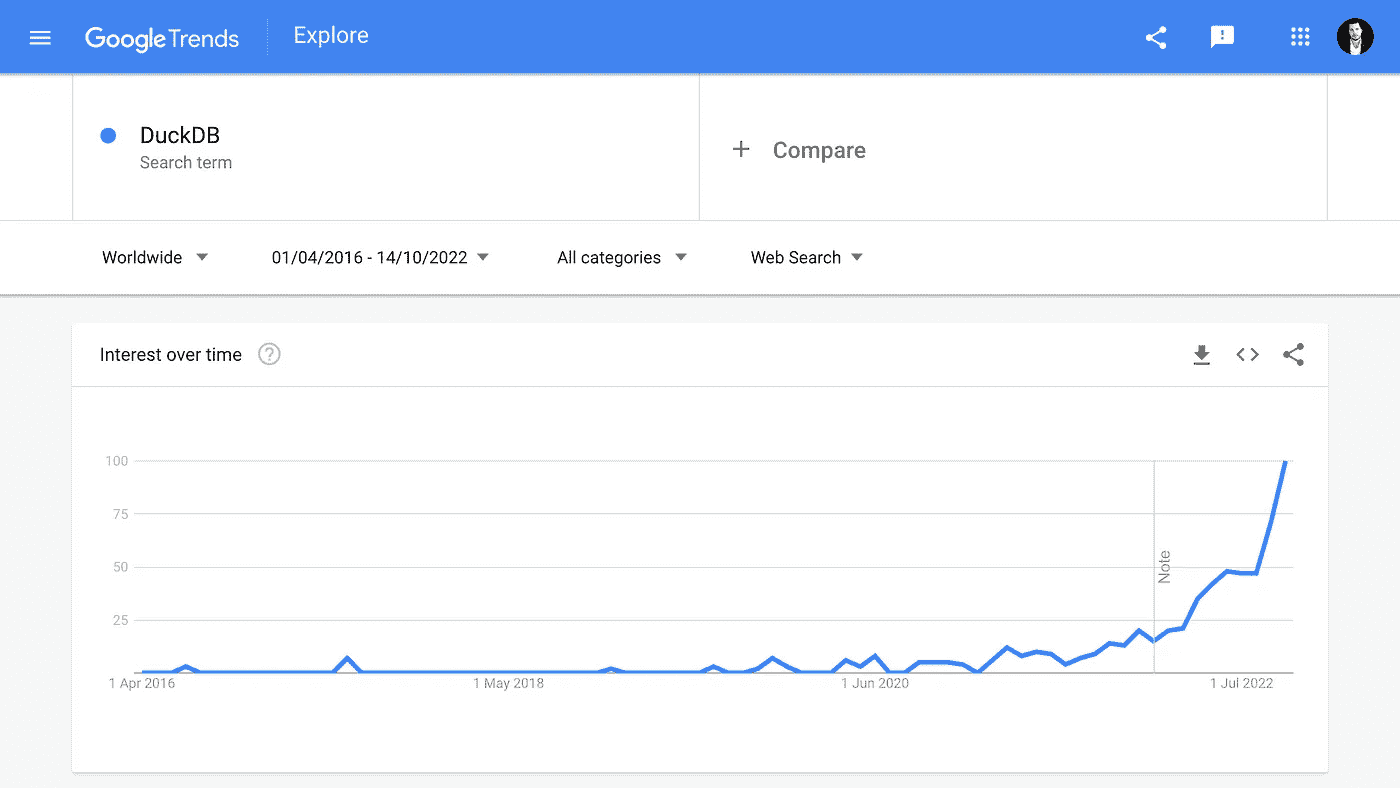 Google Trends Explore
DuckDB
Search term
+ Compare
Worldwide 01/04/2016 - 14/10/2022 All categories Web Search
Interest over time ?
100
75
50
25
Note
1 Apr 2016 1 May 2018 1 Jun 2020 1 Jul 2022